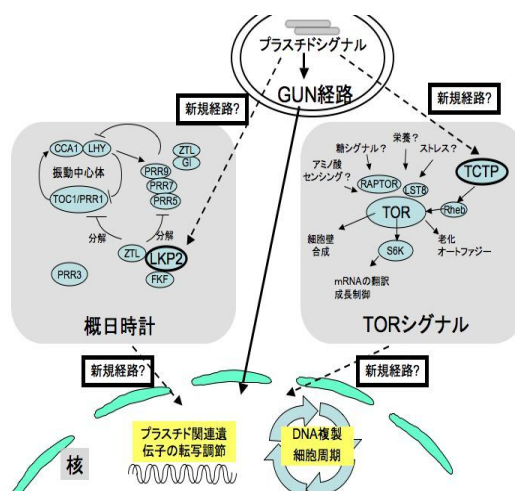 プラスチドシグナル
GUN経路
新規経路?
新規経路?
CCA1
LHY
振動中心体
TOC1/PRR1
PRR9
PRR7
PRR5
ZTL
GI
分解
分解
ZTL
LKP2
FKF
PRR3
概日時計
栄養?
糖シグナル?
ストレス?
アミノ酸
センシング?
RAPTOR
LST8
TCTP
TOR
Rheb
細胞壁
合成
S6K
老化
オートファジー
mRNAの翻訳
成長制御
TORシグナル
新規経路?
新規経路?
プラスチド関連遺
伝子の転写調節
DNA複製
細胞周期
核